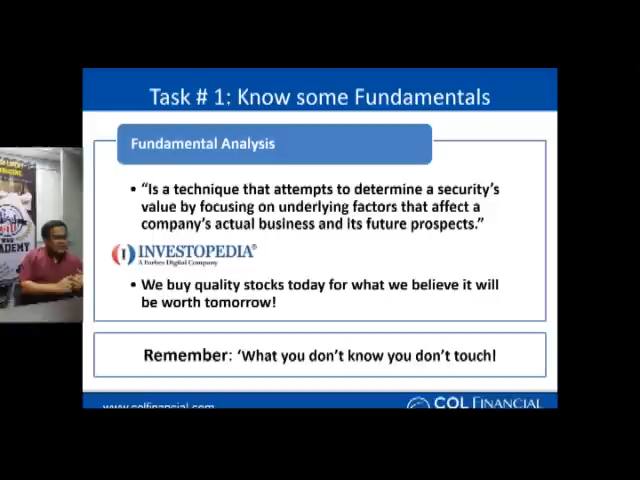 Task # 1: Know some Fundamentals
Fundamental Analysis
• “Is a technique that attempts to determine a security’s
value by focusing on underlying factors that affect a
company’s actual business and its future prospects.”
INVESTOPEDIA®
A Forbes Digital Company
• We buy quality stocks today for what we believe it will
be worth tomorrow!
Remember: ‘What you don’t know you don’t touch!
www.colfinancial.com
COL FINANCIAL